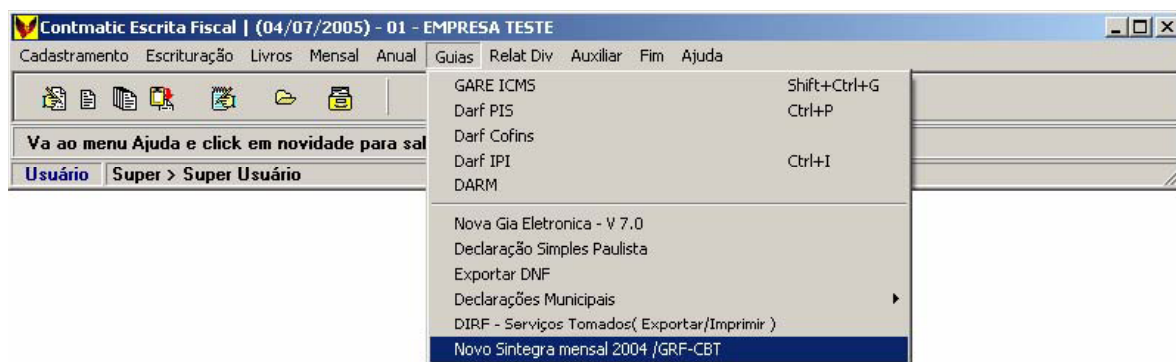 Contmatic Escrita Fiscal | (04/07/2005) - 01 - EMPRESA TESTE
Cadastramento Escrituração Livros Mensal Anual Guias Relat Div Auxiliar Fim Ajuda
GARE ICMS Shift+Ctrl+G
Darf PIS Ctrl+P
Darf Cofins
Va ao menu Ajuda e click em novidade para sal
Darf IPI Ctrl+I
Usuário Super > Super Usuário
DARM
Nova Gia Eletronica - V 7.0
Declaração Simples Paulista
Exportar DNF
Declarações Municipais
DIRF - Serviços Tomados( Exportar/Imprimir )
Novo Sintegra mensal 2004 /GRF-CBT